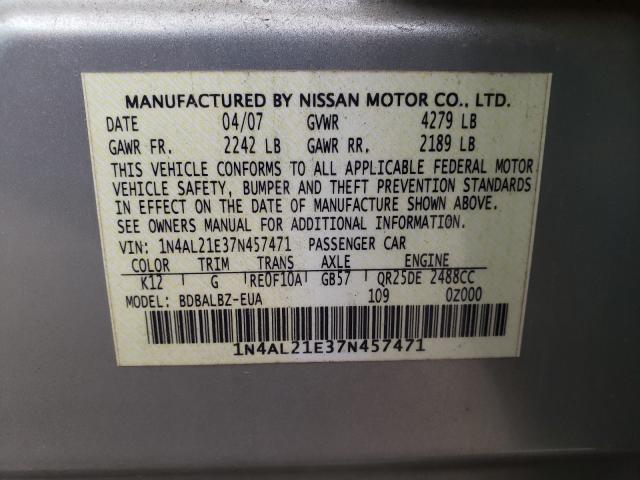 MANUFACTURED BY NISSAN MOTOR CO., LTD.
DATE 04/07 GVWR 4279 LB
GAWR FR. 2242 LB GAWR RR. 2189 LB
THIS VEHICLE CONFORMS TO ALL APPLICABLE FEDERAL MOTOR
VEHICLE SAFETY, BUMPER AND THEFT PREVENTION STANDARDS
IN EFFECT ON THE DATE OF MANUFACTURE SHOWN ABOVE.
SEE OWNERS MANUAL FOR ADDITIONAL INFORMATION.
VIN: 1N4AL21E37N457471 PASSENGER CAR
COLOR TRIM TRANS AXLE ENGINE
K12 G RE0F10A GB57 QR25DE 2488CC
MODEL: BDBALBZ-EUA 109 0Z000
1N4AL21E37N457471